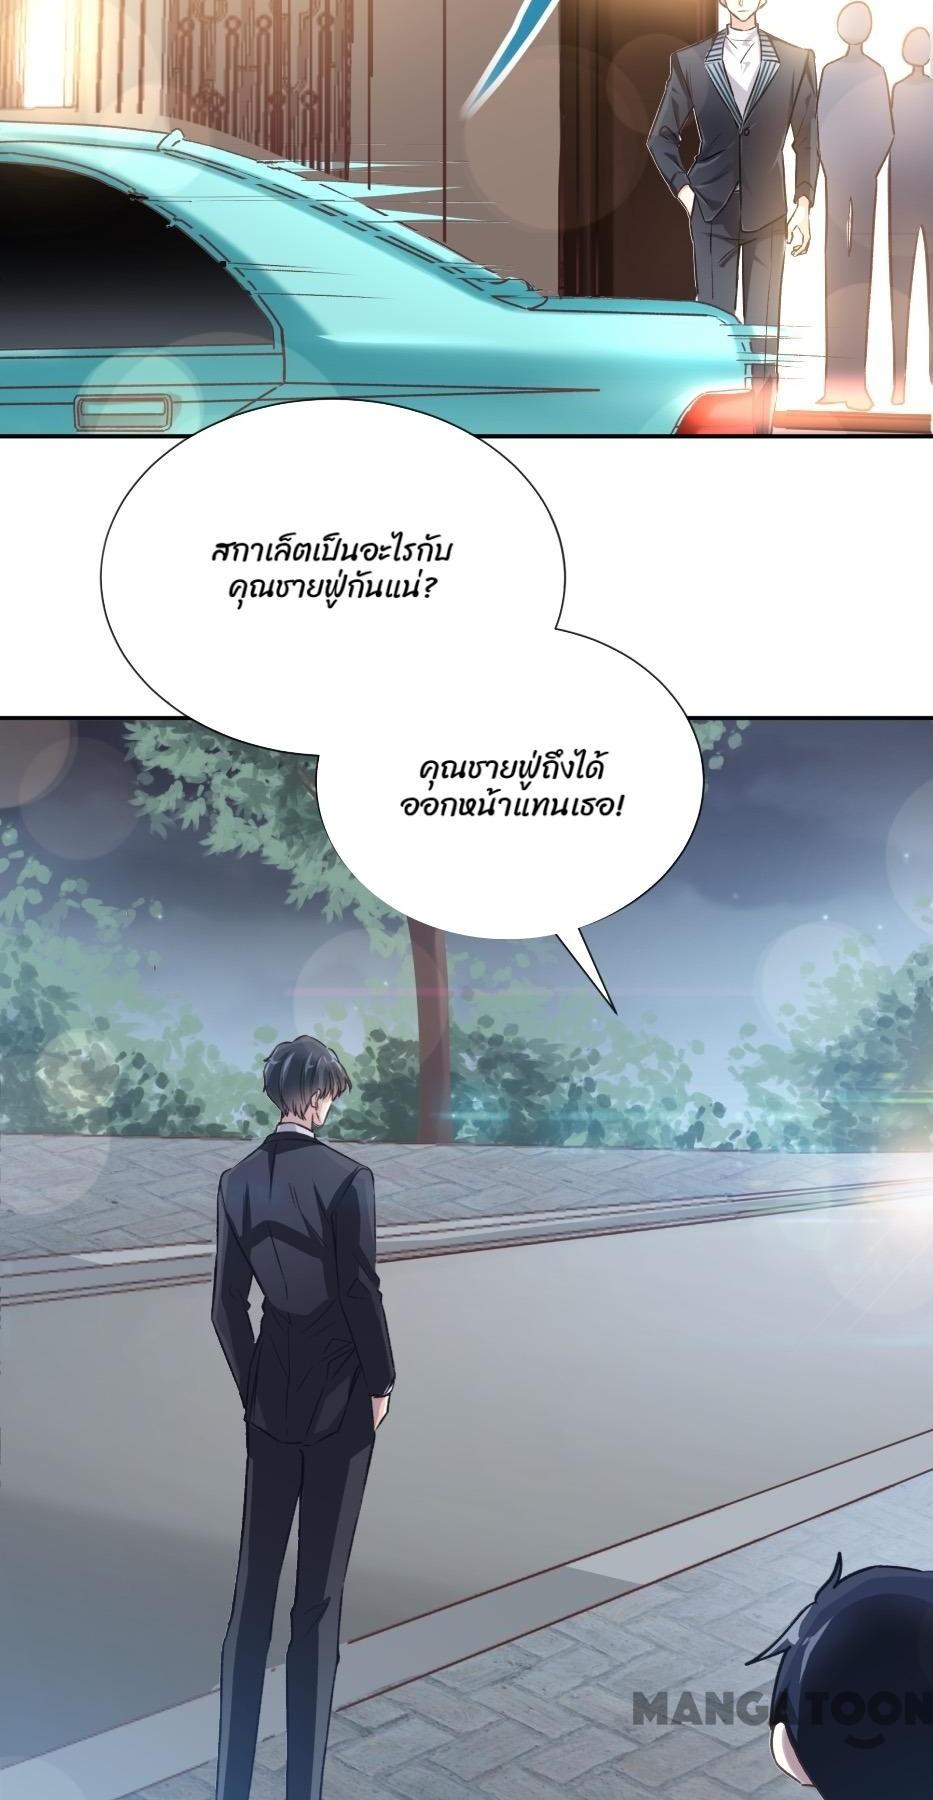 สกาเล็ตเป็นอะไรกับ
คุณชายฟู่กันแน่?
คุณชายฟู่ถึงได้
ออกหน้าแทนเธอ!
MANGATOON